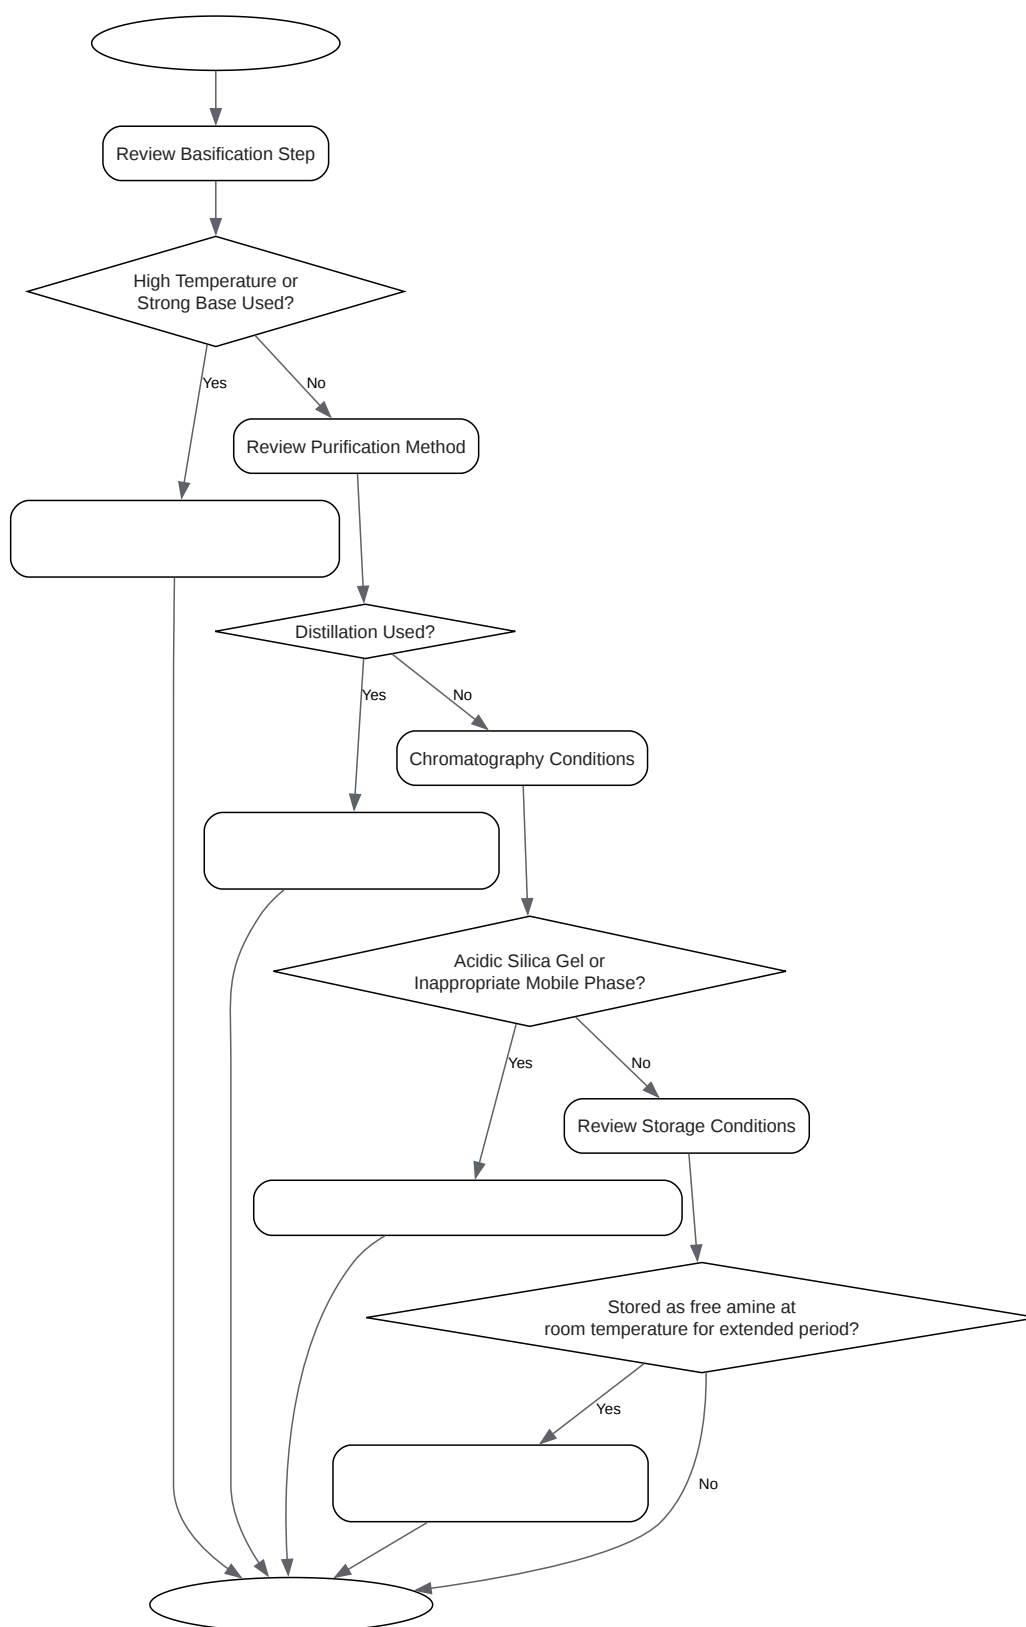 Review Basification Step
High Temperature or
Strong Base Used?
Yes
No
Review Purification Method
Distillation Used?
Yes
No
Chromatography Conditions
Acidic Silica Gel or
Inappropriate Mobile Phase?
Yes
No
Review Storage Conditions
Stored as free amine at
room temperature for extended period?
Yes
No